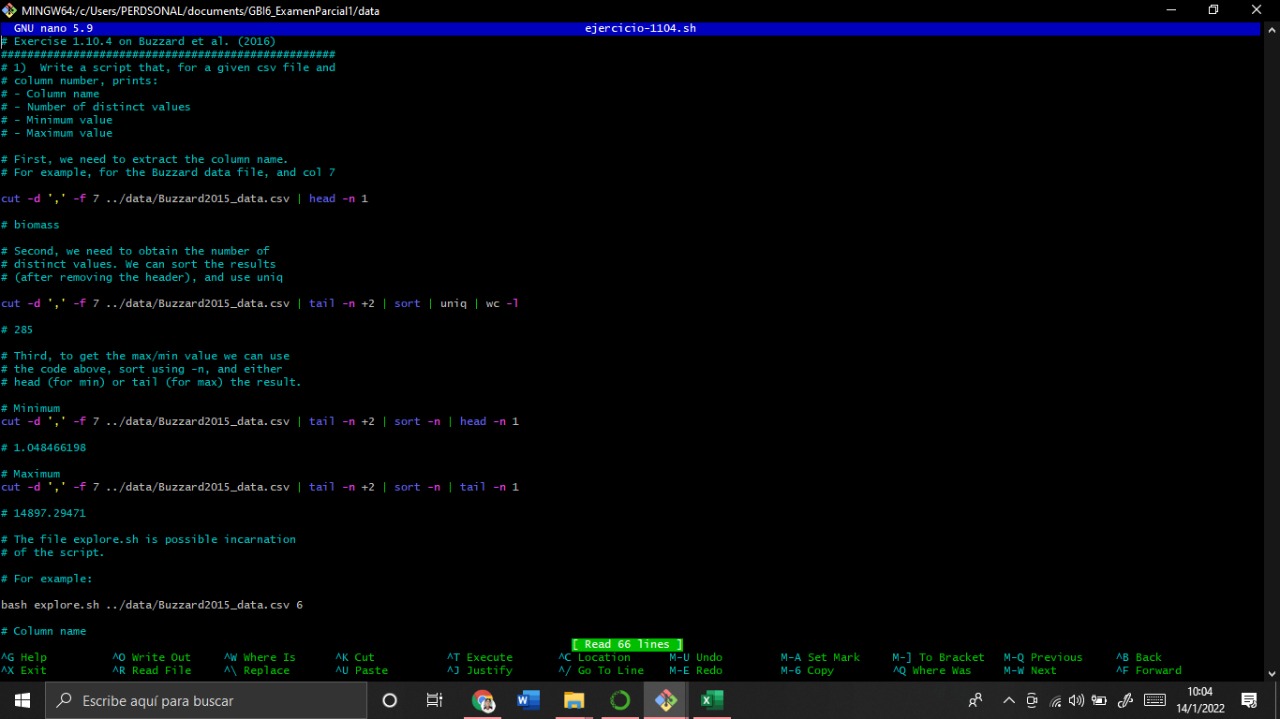 MINGW64:/c/Users/PERDSONAL/documents/GBI6_ExamenParcial1/data
GNU nano 5.9 ejercicio-1104.sh
# Exercise 1.10.4 on Buzzard et al. (2016)
###################################################
# 1)  Write a script that, for a given csv file and
# column number, prints:
# - Column name
# - Number of distinct values
# - Minimum value
# - Maximum value
# First, we need to extract the column name.
# For example, for the Buzzard data file, and col 7
cut -d ',' -f 7 ../data/Buzzard2015_data.csv | head -n 1
# biomass
# Second, we need to obtain the number of
# distinct values. We can sort the results
# (after removing the header), and use uniq
cut -d ',' -f 7 ../data/Buzzard2015_data.csv | tail -n +2 | sort | uniq | wc -l
# 285
# Third, to get the max/min value we can use
# the code above, sort using -n, and either
# head (for min) or tail (for max) the result.
# Minimum
cut -d ',' -f 7 ../data/Buzzard2015_data.csv | tail -n +2 | sort -n | head -n 1
# 1.048466198
# Maximum
cut -d ',' -f 7 ../data/Buzzard2015_data.csv | tail -n +2 | sort -n | tail -n 1
# 14897.29471
# The file explore.sh is possible incarnation
# of the script.
# For example:
bash explore.sh ../data/Buzzard2015_data.csv 6
# Column name
[ Read 66 lines ]
^G Help ^O Write Out ^W Where Is ^K Cut ^T Execute ^C Location M-U Undo M-A Set Mark M-] To Bracket M-Q Previous ^B Back
^X Exit ^R Read File ^\ Replace ^U Paste ^J Justify ^/ Go To Line M-E Redo M-6 Copy ^Q Where Was M-W Next ^F Forward
Escribe aquí para buscar
10:04
14/1/2022